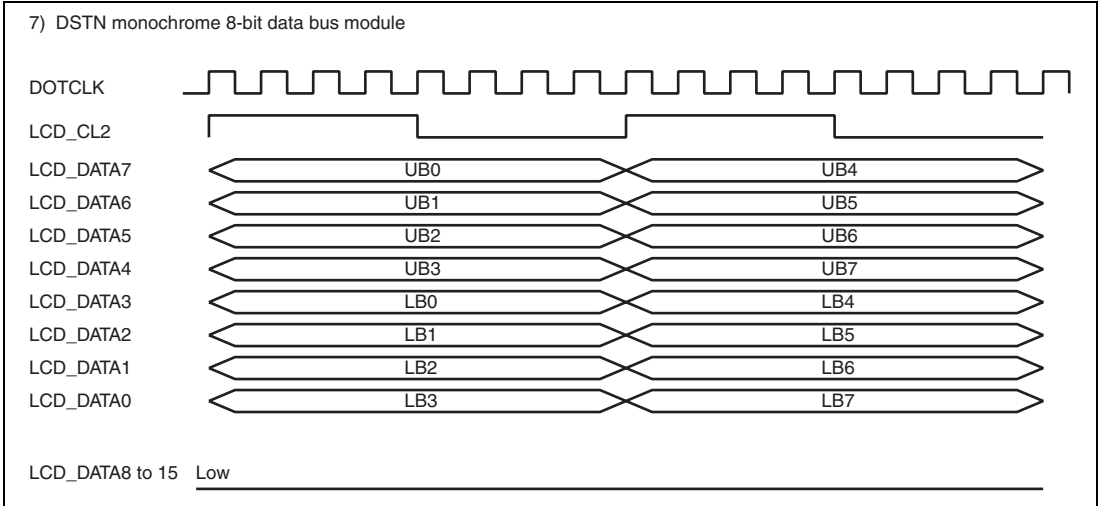 7) DSTN monochrome 8-bit data bus module
DOTCLK
LCD_CL2
LCD_DATA7 UB0 UB4
LCD_DATA6 UB1 UB5
LCD_DATA5 UB2 UB6
LCD_DATA4 UB3 UB7
LCD_DATA3 LB0 LB4
LCD_DATA2 LB1 LB5
LCD_DATA1 LB2 LB6
LCD_DATA0 LB3 LB7
LCD_DATA8 to 15 Low